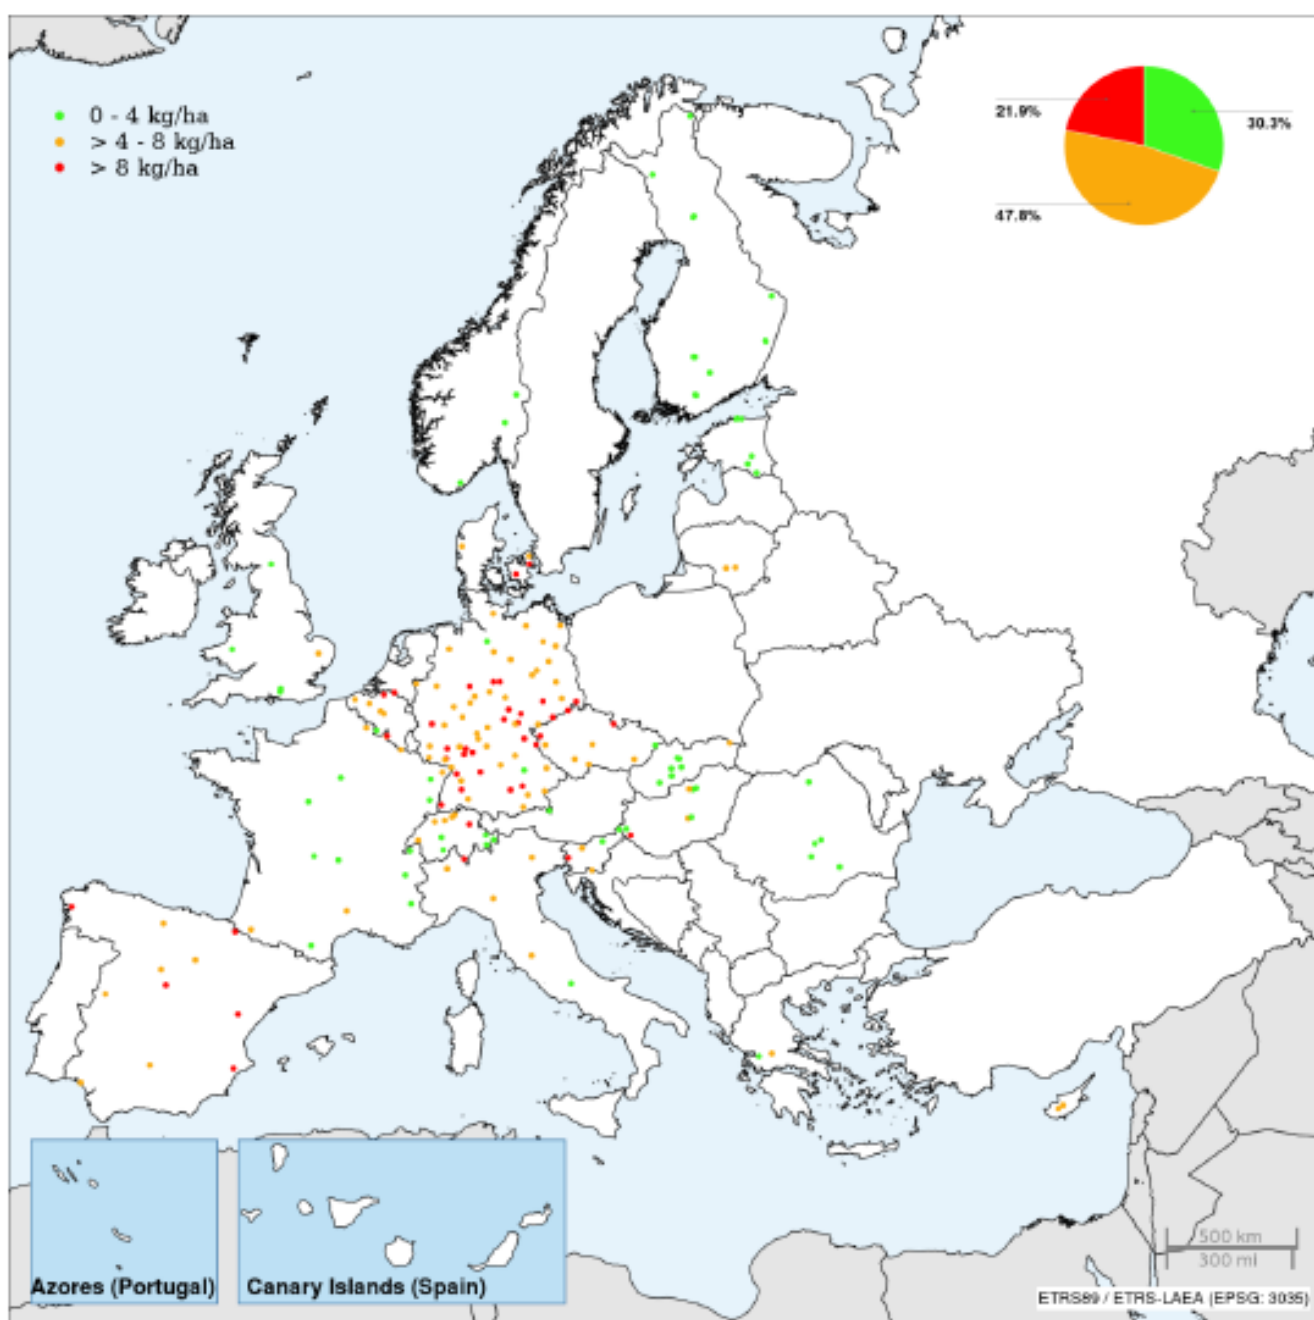 0 - 4 kg/ha
> 4 - 8 kg/ha
> 8 kg/ha
21.9%
30.3%
47.8%
Azores (Portugal)
Canary Islands (Spain)
500 km
300 mi
ETRS89 / ETRS-LAEA (EPSG: 3035)